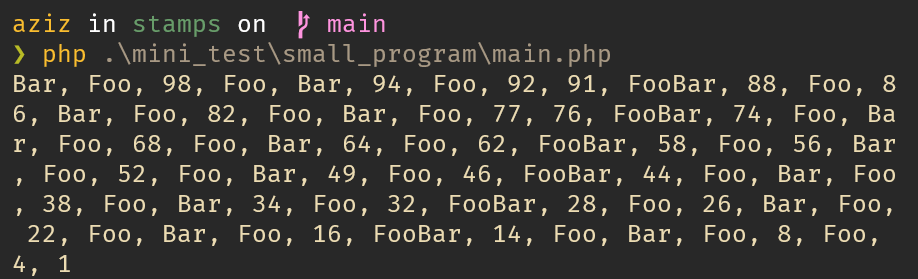 aziz in stamps on main
❯ php .\mini_test\small_program\main.php
Bar, Foo, 98, Foo, Bar, 94, Foo, 92, 91, FooBar, 88, Foo, 8
6, Bar, Foo, 82, Foo, Bar, Foo, 77, 76, FooBar, 74, Foo, Ba
r, Foo, 68, Foo, Bar, 64, Foo, 62, FooBar, 58, Foo, 56, Bar
, Foo, 52, Foo, Bar, 49, Foo, 46, FooBar, 44, Foo, Bar, Foo
, 38, Foo, Bar, 34, Foo, 32, FooBar, 28, Foo, 26, Bar, Foo,
 22, Foo, Bar, Foo, 16, FooBar, 14, Foo, Bar, Foo, 8, Foo,
4, 1